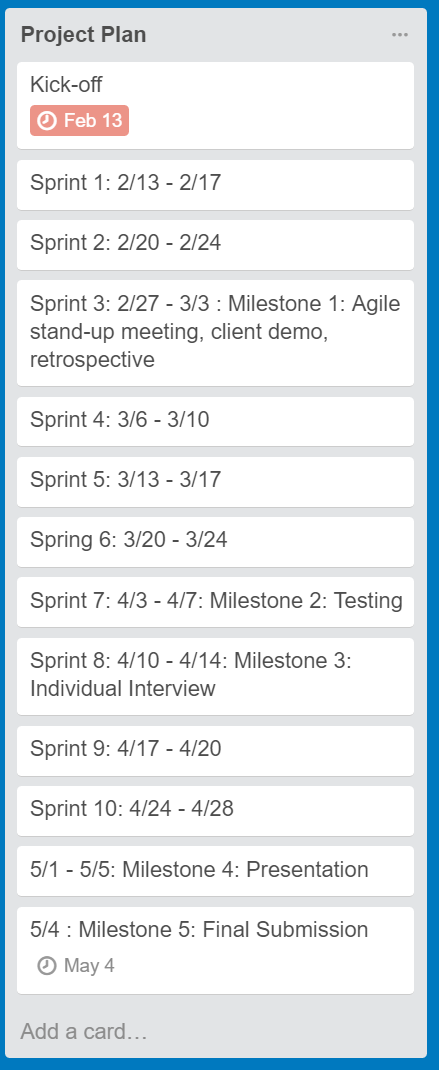 Project Plan
Kick-off
Feb 13
Sprint 1: 2/13 - 2/17
Sprint 2: 2/20 - 2/24
Sprint 3: 2/27 - 3/3 : Milestone 1: Agile
stand-up meeting, client demo,
retrospective
Sprint 4: 3/6 - 3/10
Sprint 5: 3/13 - 3/17
Spring 6: 3/20 - 3/24
Sprint 7: 4/3 - 4/7: Milestone 2: Testing
Sprint 8: 4/10 - 4/14: Milestone 3:
Individual Interview
Sprint 9: 4/17 - 4/20
Sprint 10: 4/24 - 4/28
5/1 - 5/5: Milestone 4: Presentation
5/4 : Milestone 5: Final Submission
May 4
Add a card…